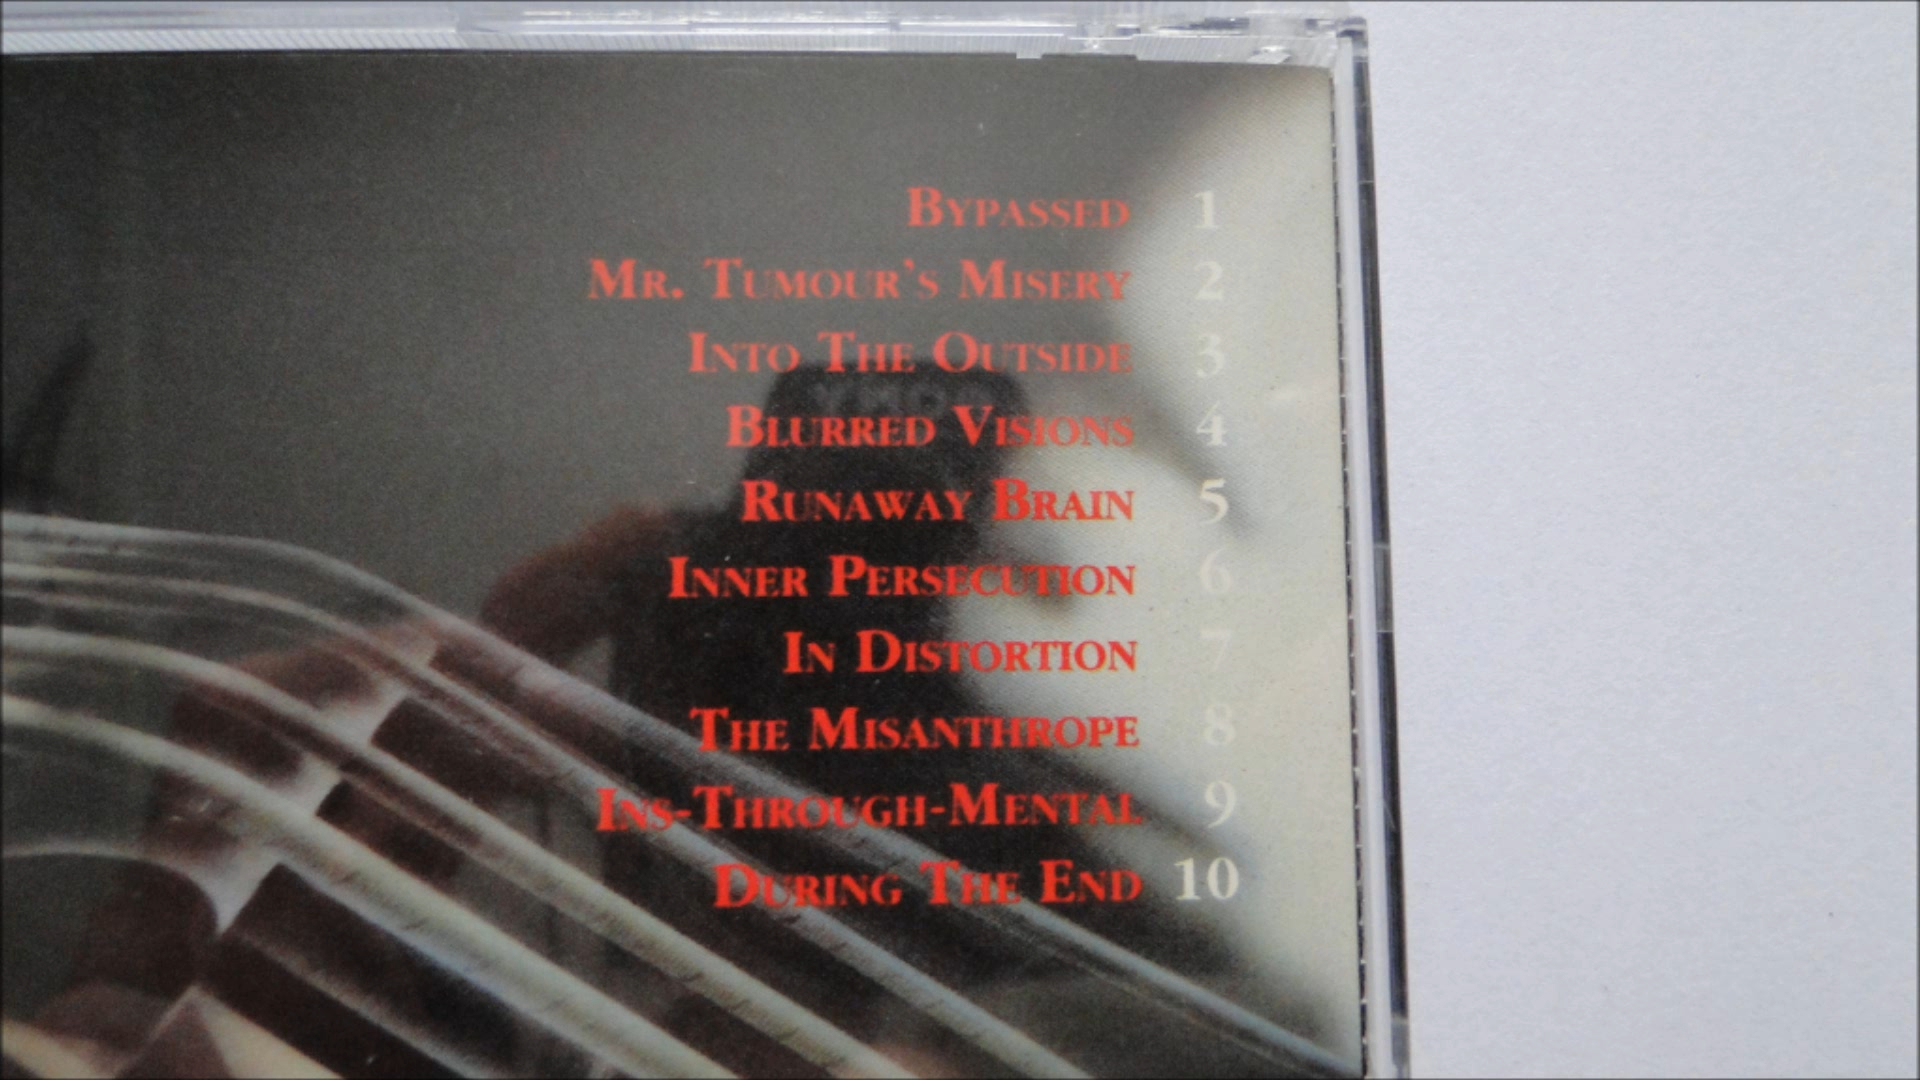 BYPASSED 1
MR. TUMOUR'S MISERY 2
INTO THE OUTSIDE 3
BLURRED VISIONS 4
RUNAWAY BRAIN 5
INNER PERSECUTION 6
IN DISTORTION 7
THE MISANTHROPE 8
INS-THROUGH-MENTAL 9
DURING THE END 10